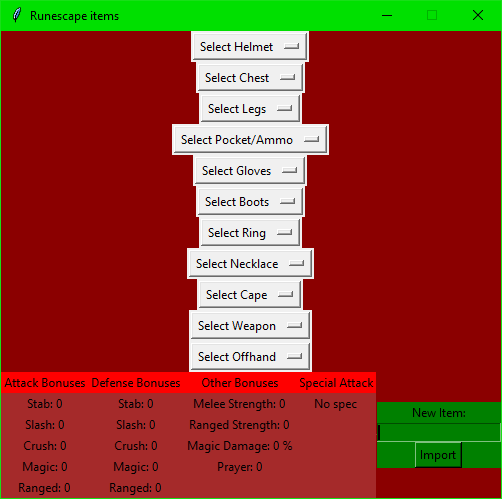 Runescape items
Select Helmet
Select Chest
Select Legs
Select Pocket/Ammo
Select Gloves
Select Boots
Select Ring
Select Necklace
Select Cape
Select Weapon
Select Offhand
Attack Bonuses Defense Bonuses Other Bonuses Special Attack
Stab: 0 Stab: 0 Melee Strength: 0 No spec
Slash: 0 Slash: 0 Ranged Strength: 0
Crush: 0 Crush: 0 Magic Damage: 0 %
Magic: 0 Magic: 0 Prayer: 0
Ranged: 0 Ranged: 0
New Item:
Import